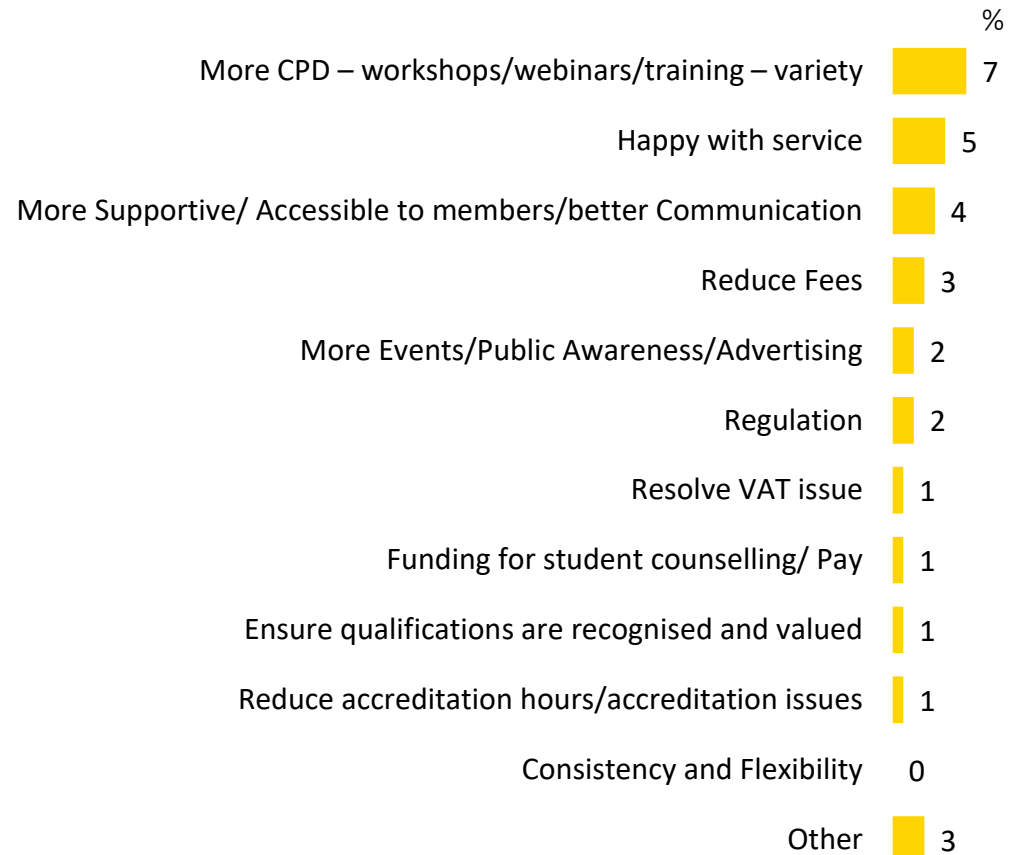 %
More CPD – workshops/webinars/training – variety 7
Happy with service 5
More Supportive/ Accessible to members/better Communication 4
Reduce Fees 3
More Events/Public Awareness/Advertising 2
Regulation 2
Resolve VAT issue 1
Funding for student counselling/ Pay 1
Ensure qualifications are recognised and valued 1
Reduce accreditation hours/accreditation issues 1
Consistency and Flexibility 0
Other 3